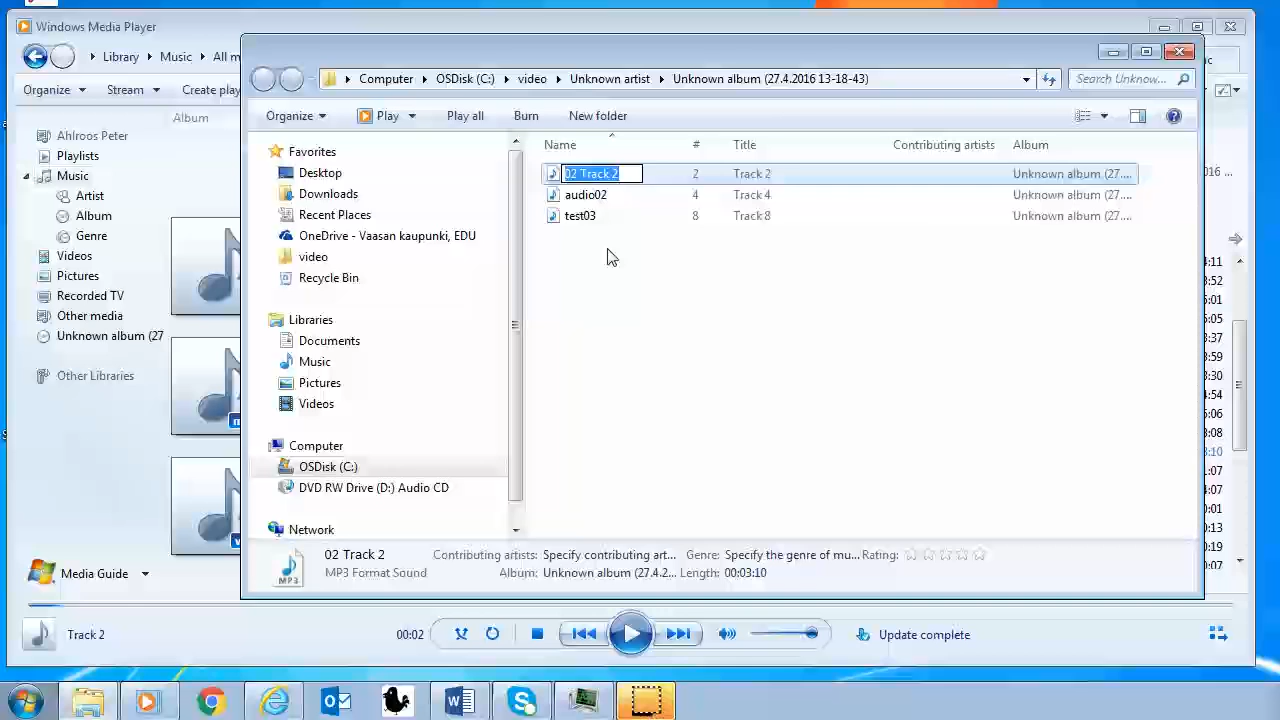 Windows Media Player
Library Music All m
Organize Stream Create play
Album
Ahlroos Peter
Playlists
Music
Artist
Album
Genre
Videos
Pictures
Recorded TV
Other media
Unknown album (27
Other Libraries
Media Guide
Computer OSDisk (C:) video Unknown artist Unknown album (27.4.2016 13-18-43)
Search Unknow...
Organize Play Play all Burn New folder
Favorites
Desktop
Downloads
Recent Places
OneDrive - Vaasan kaupunki, EDU
video
Recycle Bin
Libraries
Documents
Music
Pictures
Videos
Computer
OSDisk (C:)
DVD RW Drive (D:) Audio CD
Network
Name # Title Contributing artists Album
02 Track 2 2 Track 2 Unknown album (27....
audio02 4 Track 4 Unknown album (27....
test03 8 Track 8 Unknown album (27....
02 Track 2 Contributing artists: Specify contributing art... Genre: Specify the genre of mu... Rating:
MP3 Format Sound Album: Unknown album (27.4.2... Length: 00:03:10
MP3
Track 2 00:02 Update complete